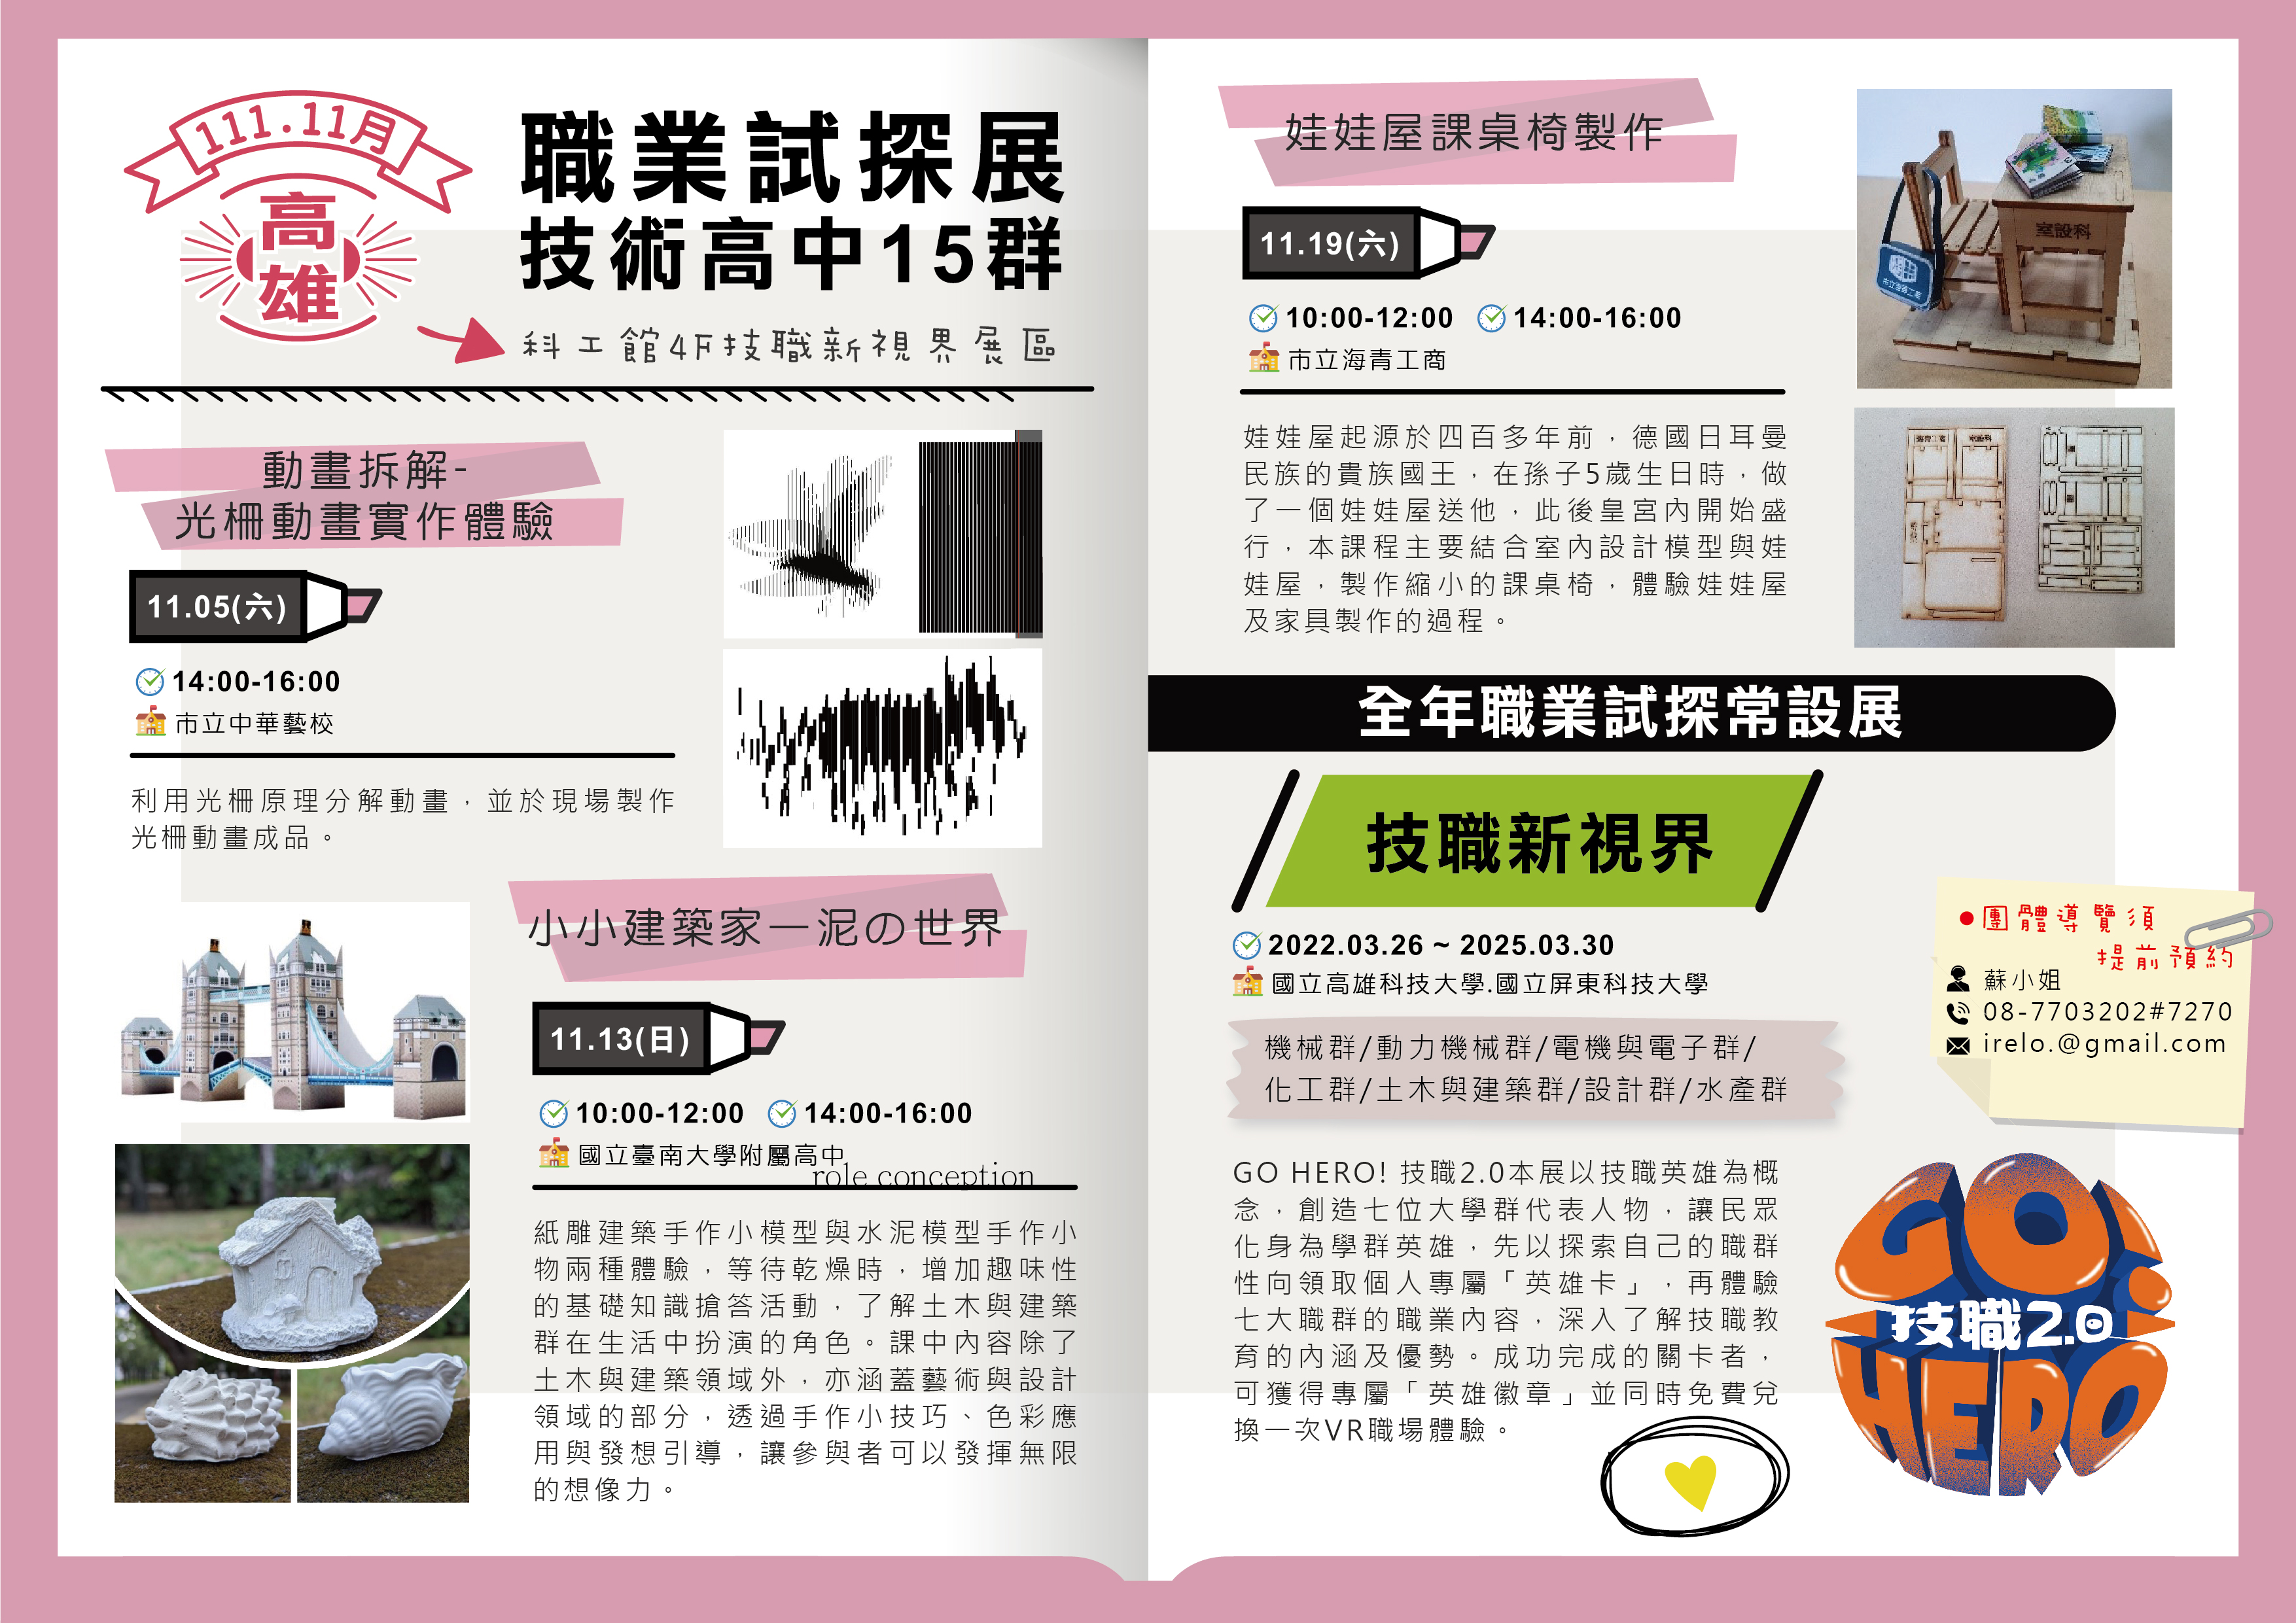 111.11月
高
雄
職業試探展
技術高中15群
科工館4F技職新視界展區
動畫拆解-
光柵動畫實作體驗
11.05(六)
14:00-16:00
市立中華藝校
利用光柵原理分解動畫，並於現場製作
光柵動畫成品。
小小建築家一泥の世界
11.13(日)
10:00-12:00 14:00-16:00
國立臺南大學附屬高中
role conception
紙雕建築手作小模型與水泥模型手作小
物兩種體驗，等待乾燥時，增加趣味性
的基礎知識搶答活動，了解土木與建築
群在生活中扮演的角色。課中內容除了
土木與建築領域外，亦涵蓋藝術與設計
領域的部分，透過手作小技巧、色彩應
用與發想引導，讓參與者可以發揮無限
的想像力。
娃娃屋課桌椅製作
11.19(六)
10:00-12:00 14:00-16:00
市立海青工商
娃娃屋起源於四百多年前，德國日耳曼
民族的貴族國王，在孫子5歲生日時，做
了一個娃娃屋送他，此後皇宮內開始盛
行，本課程主要結合室內設計模型與娃
娃屋，製作縮小的課桌椅，體驗娃娃屋
及家具製作的過程。
室設科
全年職業試探常設展
技職新視界
2022.03.26 ~ 2025.03.30
國立高雄科技大學.國立屏東科技大學
機械群/動力機械群/電機與電子群/
化工群/土木與建築群/設計群/水產群
GO HERO! 技職2.0本展以技職英雄為概
念，創造七位大學群代表人物，讓民眾
化身為學群英雄，先以探索自己的職群
性向領取個人專屬「英雄卡」，再體驗
七大職群的職業內容，深入了解技職教
育的內涵及優勢。成功完成的關卡者，
可獲得專屬「英雄徽章」並同時免費兌
換一次VR職場體驗。
●團體導覽須
提前預約
蘇小姐
08-7703202#7270
irelo.@gmail.com
GO!
技職2.0
HERO